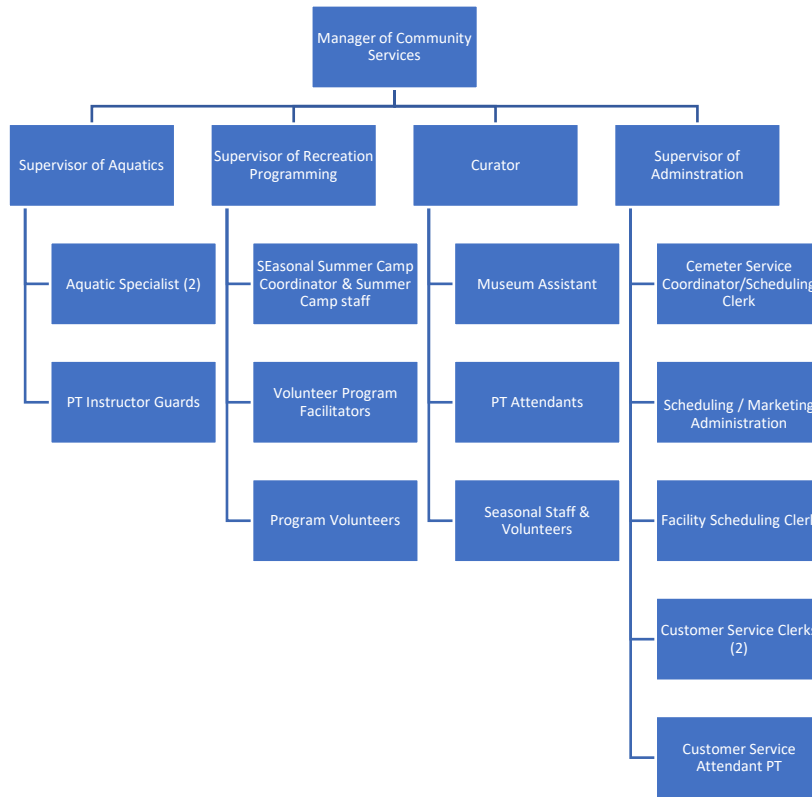 Manager of Community
Services
Supervisor of Aquatics
Supervisor of Recreation
Programming
Curator
Supervisor of
Adminstration
Aquatic Specialist (2)
SEasonal Summer Camp
Coordinator & Summer
Camp staff
Museum Assistant
Cemeter Service
Coordinator/Scheduling
Clerk
PT Instructor Guards
Volunteer Program
Facilitators
PT Attendants
Scheduling / Marketing
Administration
Program Volunteers
Seasonal Staff &
Volunteers
Facility Scheduling Clerk
Customer Service Clerks
(2)
Customer Service
Attendant PT